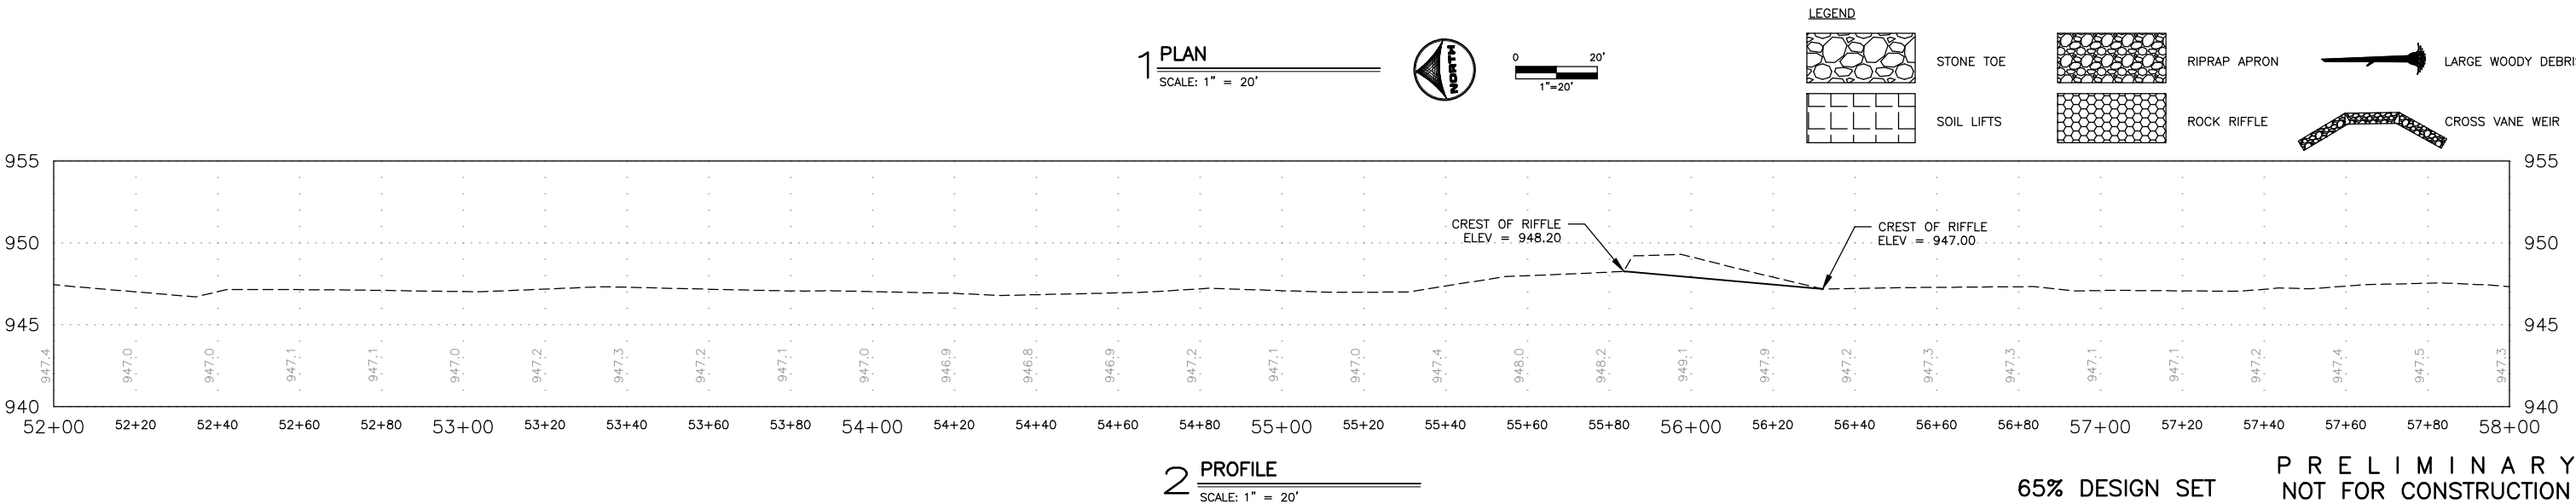 LEGEND
1 PLAN
SCALE: 1" = 20'
NORTH
0 20'
1"=20'
STONE TOE
RIPRAP APRON
LARGE WOODY DEBRIS
SOIL LIFTS
ROCK RIFFLE
CROSS VANE WEIR
955 955
CREST OF RIFFLE
ELEV = 948.20
CREST OF RIFFLE
ELEV = 947.00
950 950
945 945
947.4 947.0 947.0 947.1 947.1 947.0 947.2 947.3 947.2 947.1 947.0 946.9 946.8 946.9 947.2 947.1 947.0 947.4 948.0 948.2 949.1 947.9 947.2 947.3 947.3 947.1 947.1 947.2 947.4 947.5 947.3
940 940
52+00 52+20 52+40 52+60 52+80 53+00 53+20 53+40 53+60 53+80 54+00 54+20 54+40 54+60 54+80 55+00 55+20 55+40 55+60 55+80 56+00 56+20 56+40 56+60 56+80 57+00 57+20 57+40 57+60 57+80 58+00
2 PROFILE
SCALE: 1" = 20'
65% DESIGN SET
PRELIMINARY
NOT FOR CONSTRUCTION